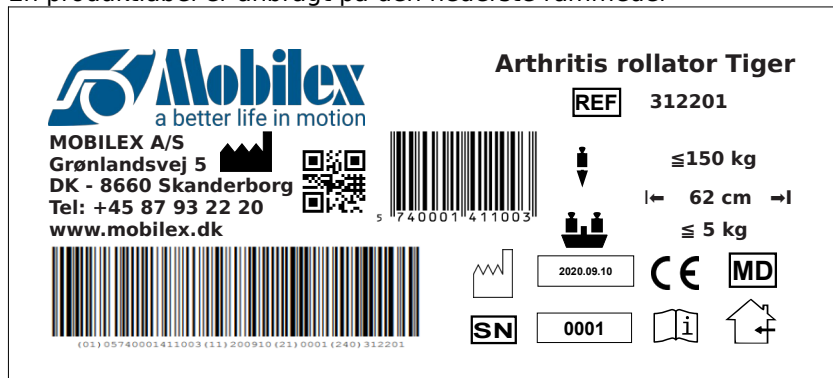 En produktlabel er anbragt på den nederste rammedel
Mobilex
a better life in motion
MOBILEX A/S
Grønlandsvej 5
DK - 8660 Skanderborg
Tel: +45 87 93 22 20
www.mobilex.dk
5 740001 411003
(01)05740001411003(11)200910(21)0001(240)312201
Arthritis rollator Tiger
REF 312201
≦150 kg
62 cm
≦ 5 kg
2020.09.10 CE MD
SN 0001 i